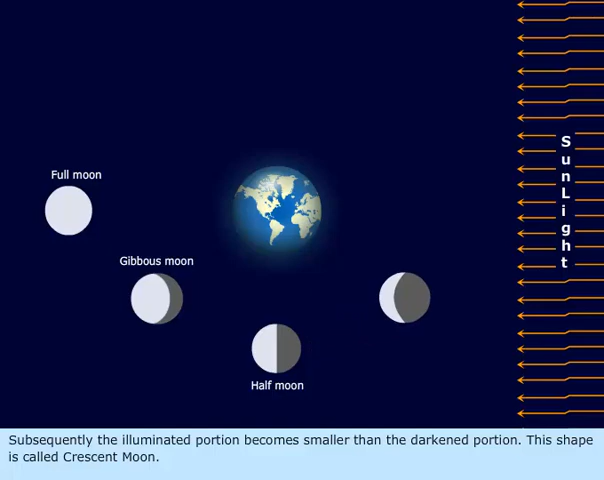 Full moon
Gibbous moon
Half moon
SunLight
Subsequently the illuminated portion becomes smaller than the darkened portion. This shape
is called Crescent Moon.